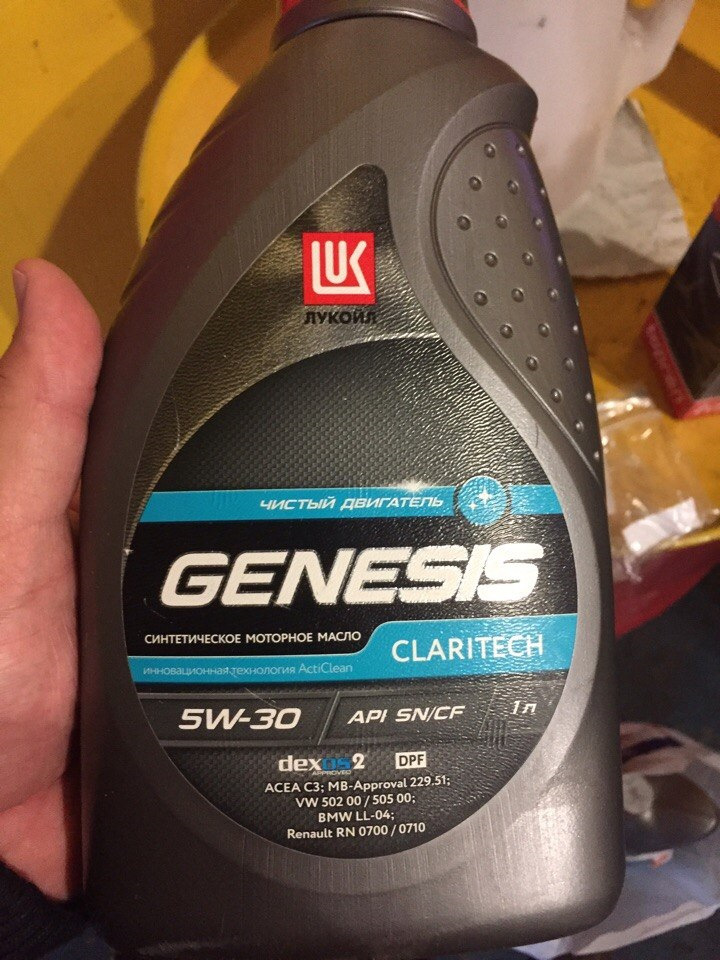 LUK
ЛУКОЙЛ
ЧИСТЫЙ ДВИГАТЕЛЬ
GENESIS
СИНТЕТИЧЕСКОЕ МОТОРНОЕ МАСЛО
CLARITECH
инновационная технология ActiClean
5W-30
API SN/CF
1л
dexos2
APPROVED
DPF
ACEA C3; MB-Approval 229.51;
VW 502 00 / 505 00;
BMW LL-04;
Renault RN 0700 / 0710